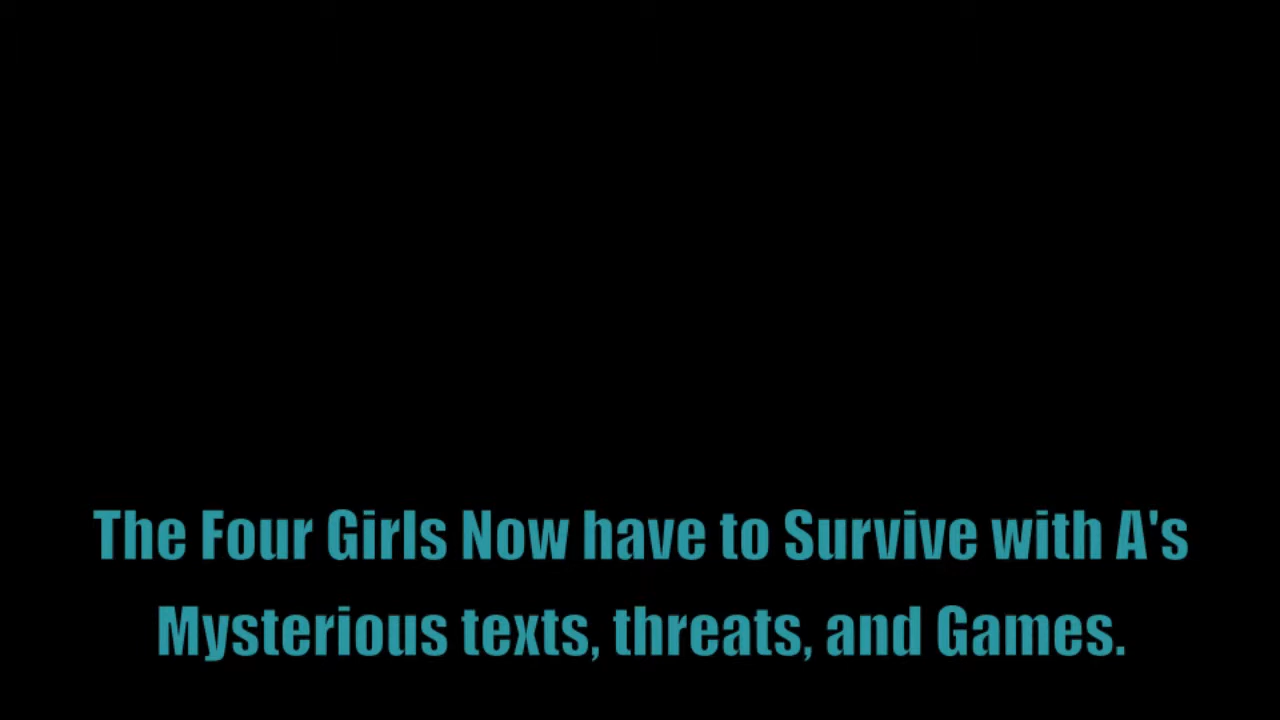 The Four Girls Now have to Survive with A's
Mysterious texts, threats, and Games.